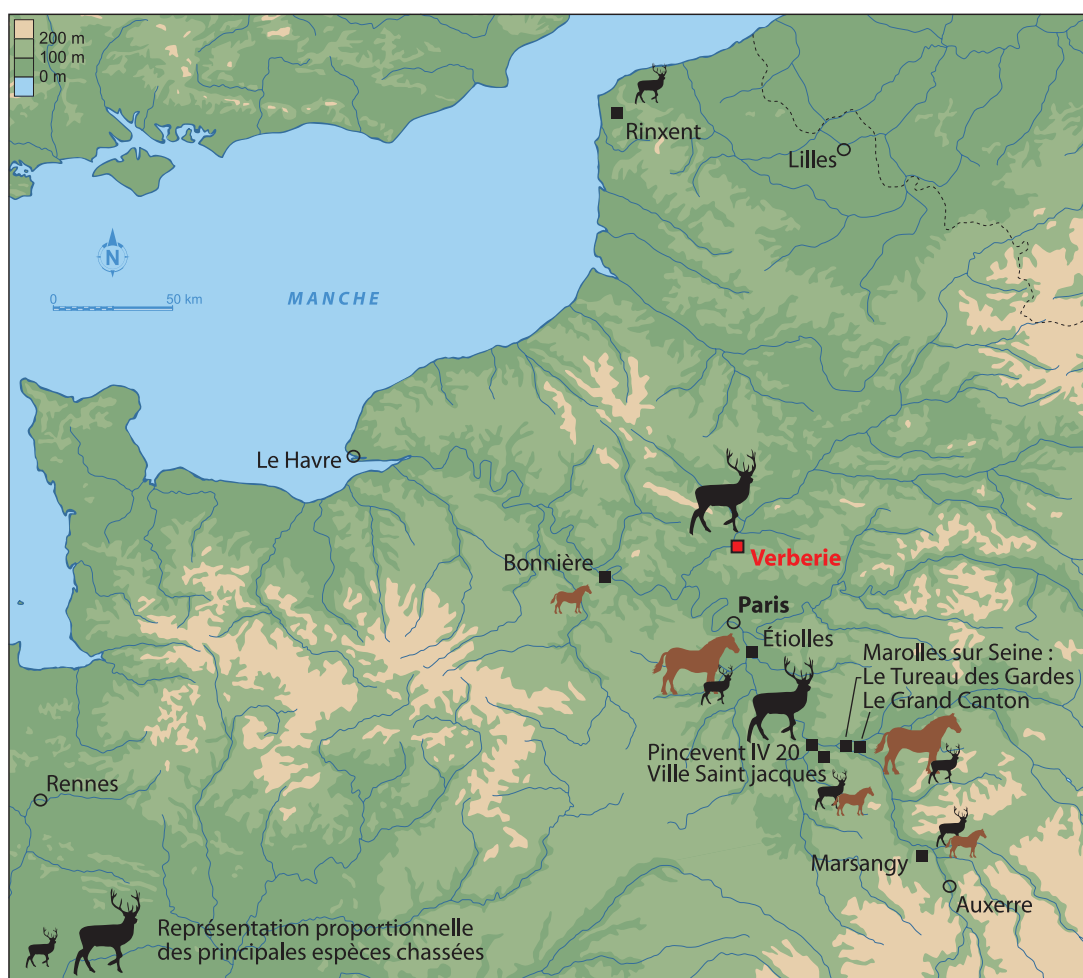 200 m
100 m
0 m
Rinxent
Lilles
N
0 50 km
MANCHE
Le Havre
Bonnière
Verberie
Paris
Étiolles
Marolles sur Seine :
Le Tureau des Gardes
Le Grand Canton
Pincevent IV 20
Ville Saint jacques
Rennes
Marsangy
Auxerre
Représentation proportionnelle
des principales espèces chassées